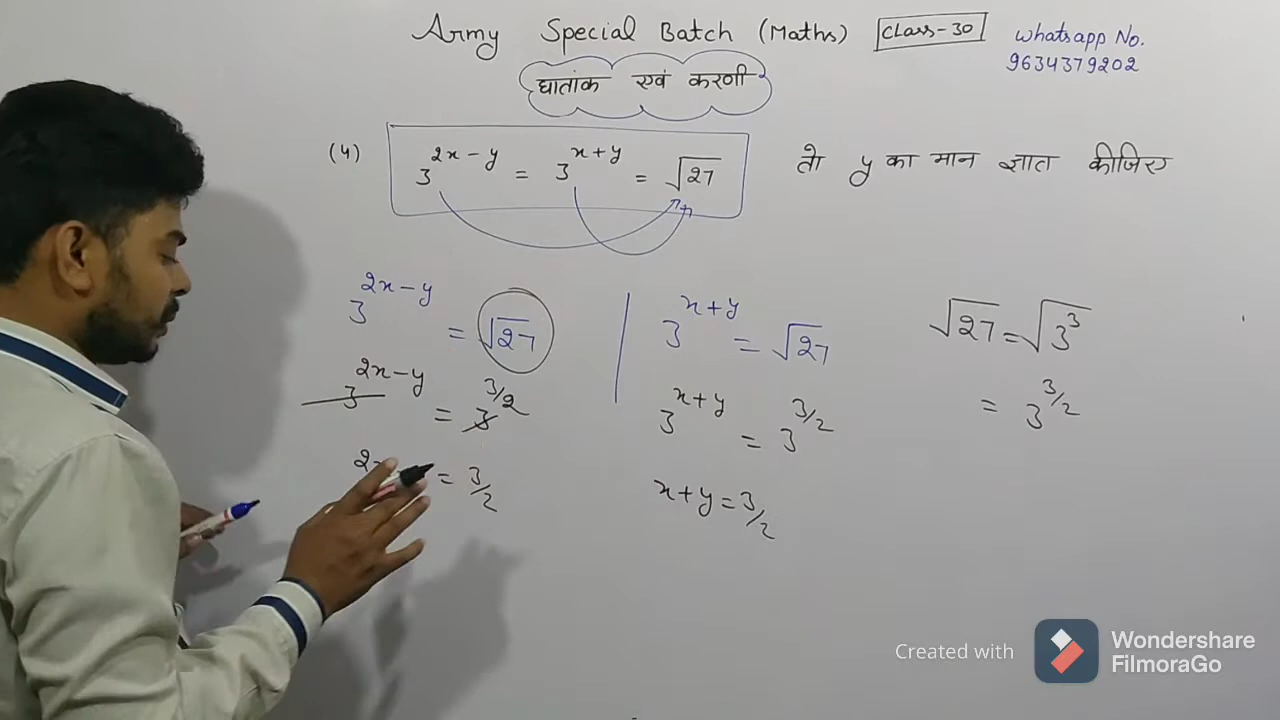 Army Special Batch (Maths) Class-30
Whatsapp No.
9634379202
घातांक एवं करणी
(4) 3^{2x-y} = 3^{x+y} = √27 तो y का मान ज्ञात कीजिए
3^{2x-y} = √27
3^{2x-y} = 3^{3/2}
= 3/2
3^{x+y} = √27
3^{x+y} = 3^{3/2}
x+y = 3/2
√27 = √3^3
= 3^{3/2}
Created with Wondershare FilmoraGo